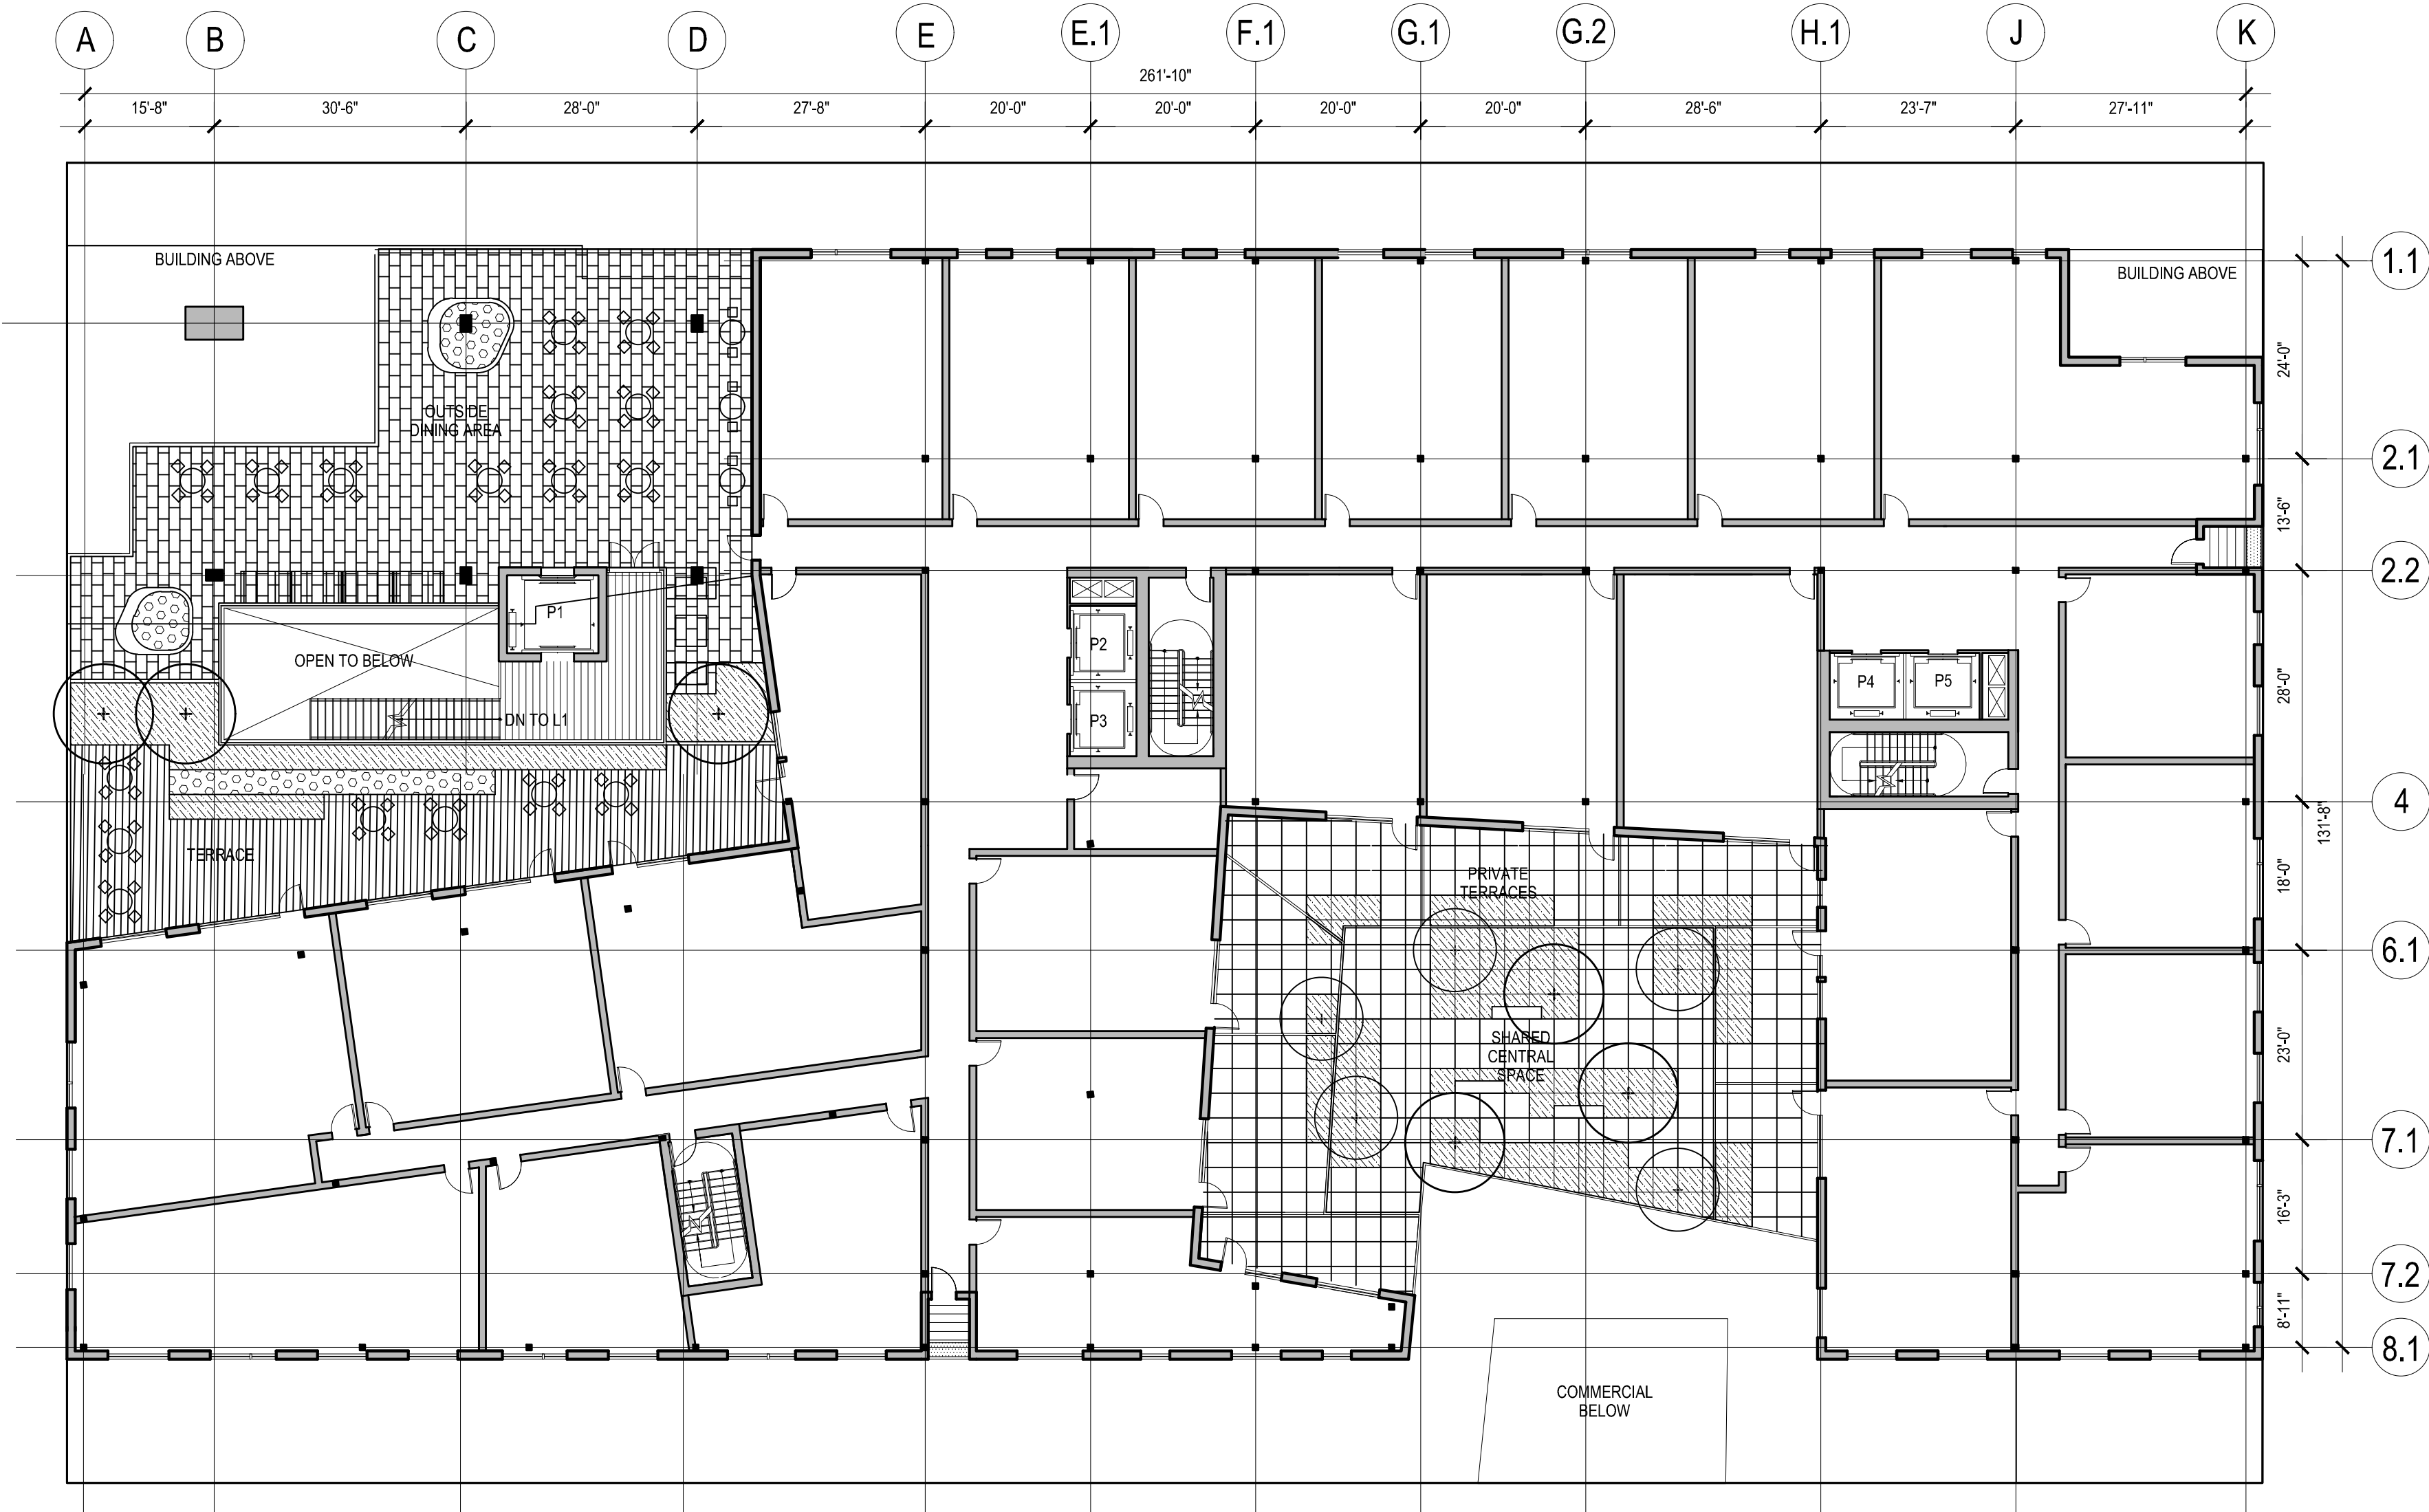 A
B
C
D
E
E.1
F.1
G.1
G.2
H.1
J
K
261'-10"
15'-8"
30'-6"
28'-0"
27'-8"
20'-0"
20'-0"
20'-0"
20'-0"
28'-6"
23'-7"
27'-11"
BUILDING ABOVE
BUILDING ABOVE
1.1
24'-0"
OUTSIDE
DINING AREA
2.1
13'-6"
2.2
P1
P2
P3
P4
P5
OPEN TO BELOW
DN TO L1
28'-0"
4
131'-8"
TERRACE
PRIVATE
TERRACES
18'-0"
6.1
SHARED
CENTRAL
SPACE
23'-0"
7.1
16'-3"
7.2
8'-11"
8.1
COMMERCIAL
BELOW